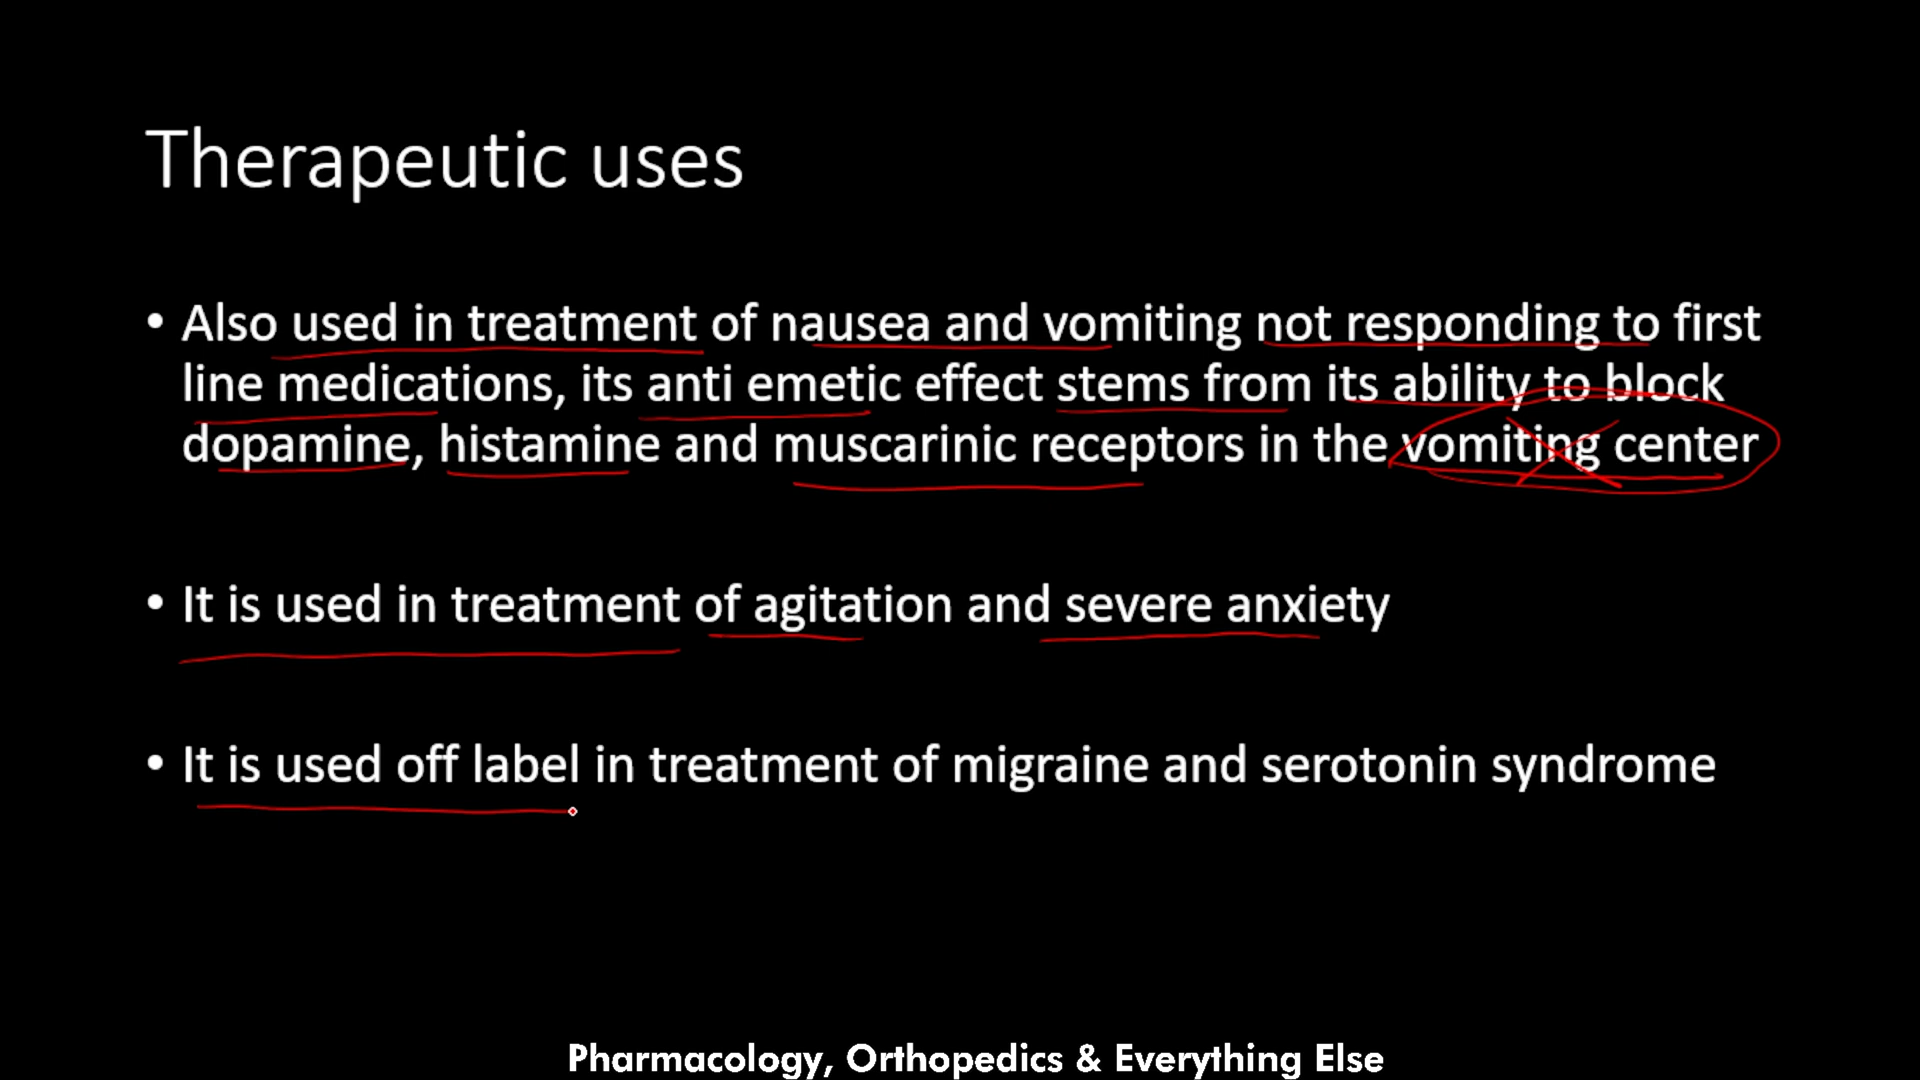 Therapeutic uses
• Also used in treatment of nausea and vomiting not responding to first
line medications, its anti emetic effect stems from its ability to block
dopamine, histamine and muscarinic receptors in the vomiting center
• It is used in treatment of agitation and severe anxiety
• It is used off label in treatment of migraine and serotonin syndrome
Pharmacology, Orthopedics & Everything Else